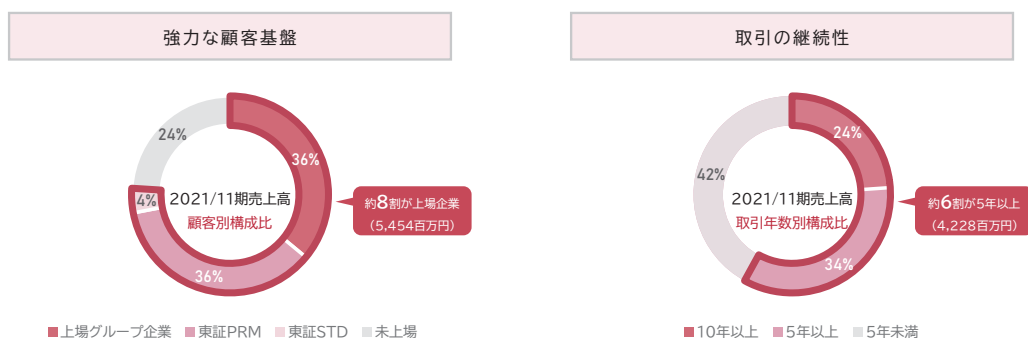 強力な顧客基盤
36%
36%
4%
24%
2021/11期売上高
顧客別構成比
約8割が上場企業
（5,454百万円）
上場グループ企業 東証PRM 東証STD 未上場
取引の継続性
24%
34%
42%
2021/11期売上高
取引年数別構成比
約6割が5年以上
（4,228百万円）
10年以上 5年以上 5年未満